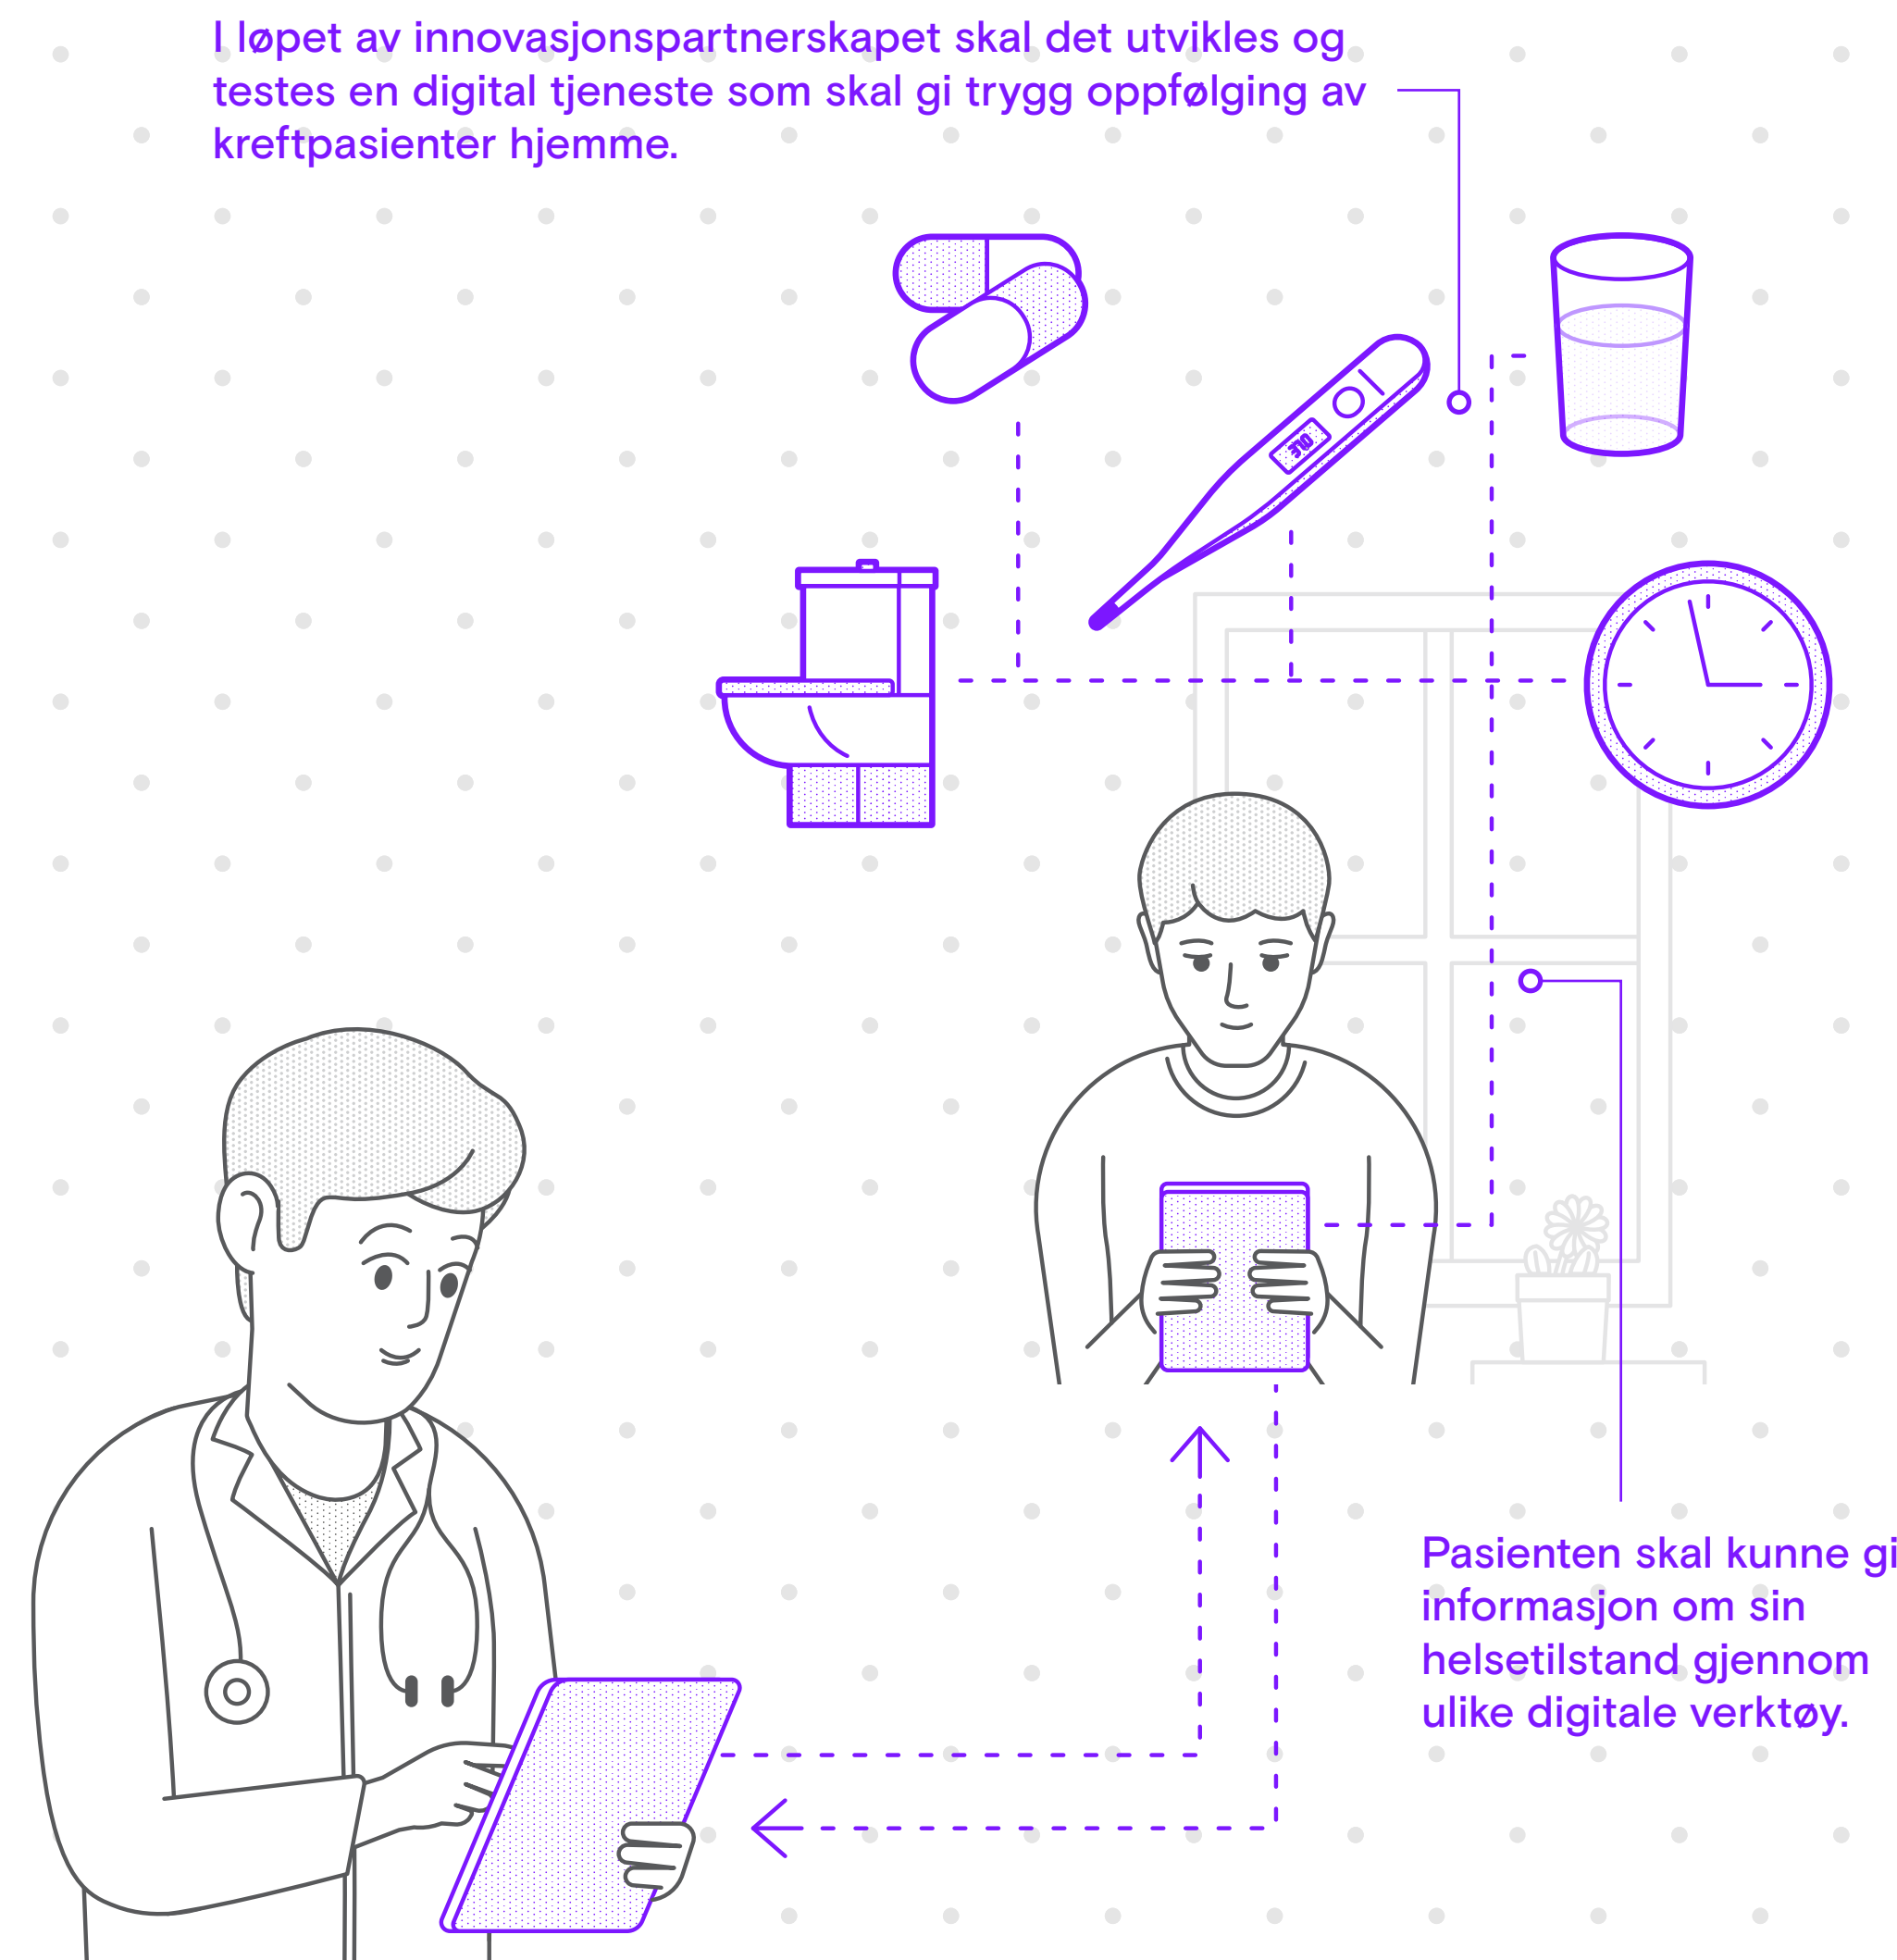 I løpet av innovasjonspartnerskapet skal det utvikles og
testes en digital tjeneste som skal gi trygg oppfølging av
kreftpasienter hjemme.
Pasienten skal kunne gi
informasjon om sin
helsetilstand gjennom
ulike digitale verktøy.